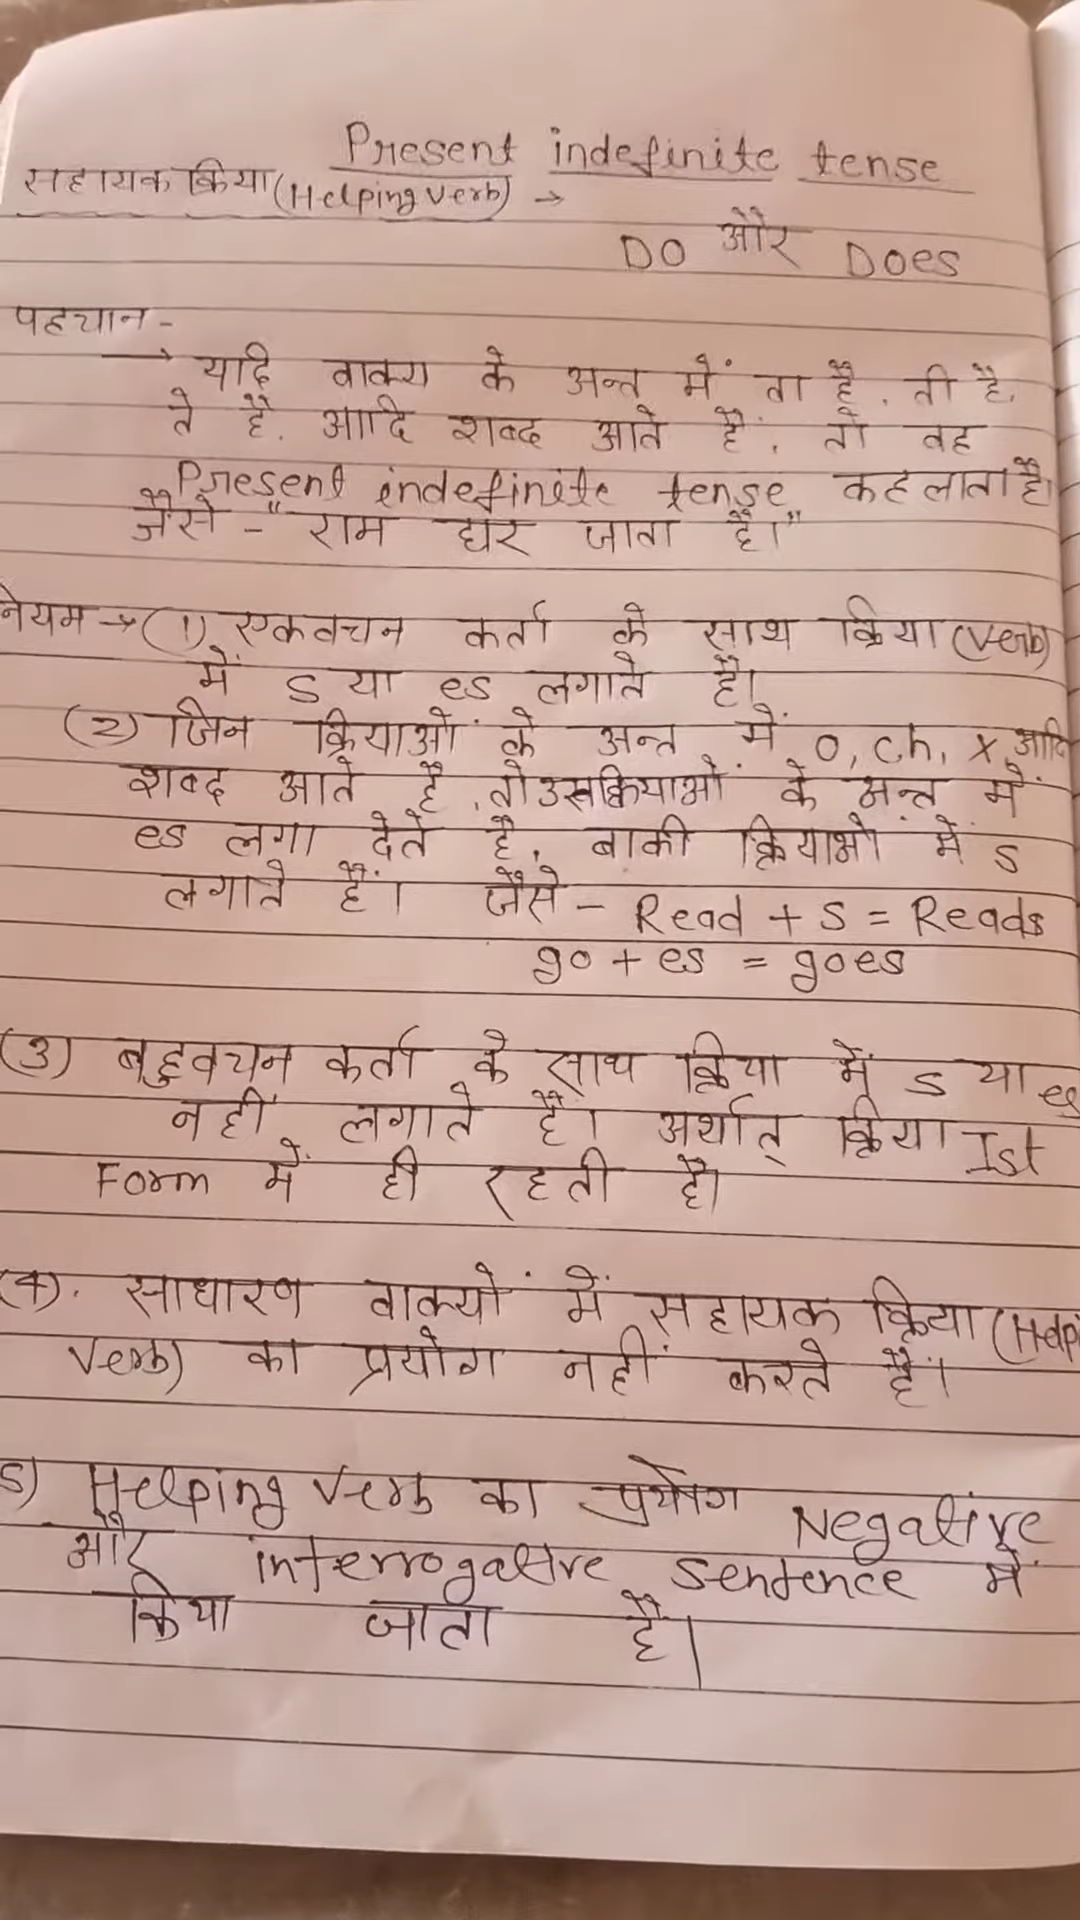 Present indefinite tense
सहायक क्रिया (Helping verb) →
DO और Does
पहचान -
→ यदि वाक्य के अन्त में ता है, ती है,
ते है, आदि शब्द आते हैं, तो वह
Present indefinite tense कहलाता है।
जैसे - "राम घर जाता है।"
नियम → (1) एकवचन कर्ता के साथ क्रिया (verb)
में s या es लगाते है।
(2) जिन क्रियाओं के अन्त में o, ch, x आदि
शब्द आते है, तो उस क्रियाओं के अन्त में
es लगा देते है, बाकी क्रियाओं में s
लगाते हैं। जैसे - Read + s = Reads
go + es = goes
(3) बहुवचन कर्ता के साथ क्रिया में s या es
नहीं लगाते हैं। अर्थात् क्रिया Ist
Form में ही रहती है।
(4). साधारण वाक्यों में सहायक क्रिया (Help
verb) का प्रयोग नहीं करते हैं।
5) Helping verb का प्रयोग Negative
और interrogative sentence में
किया जाता है।